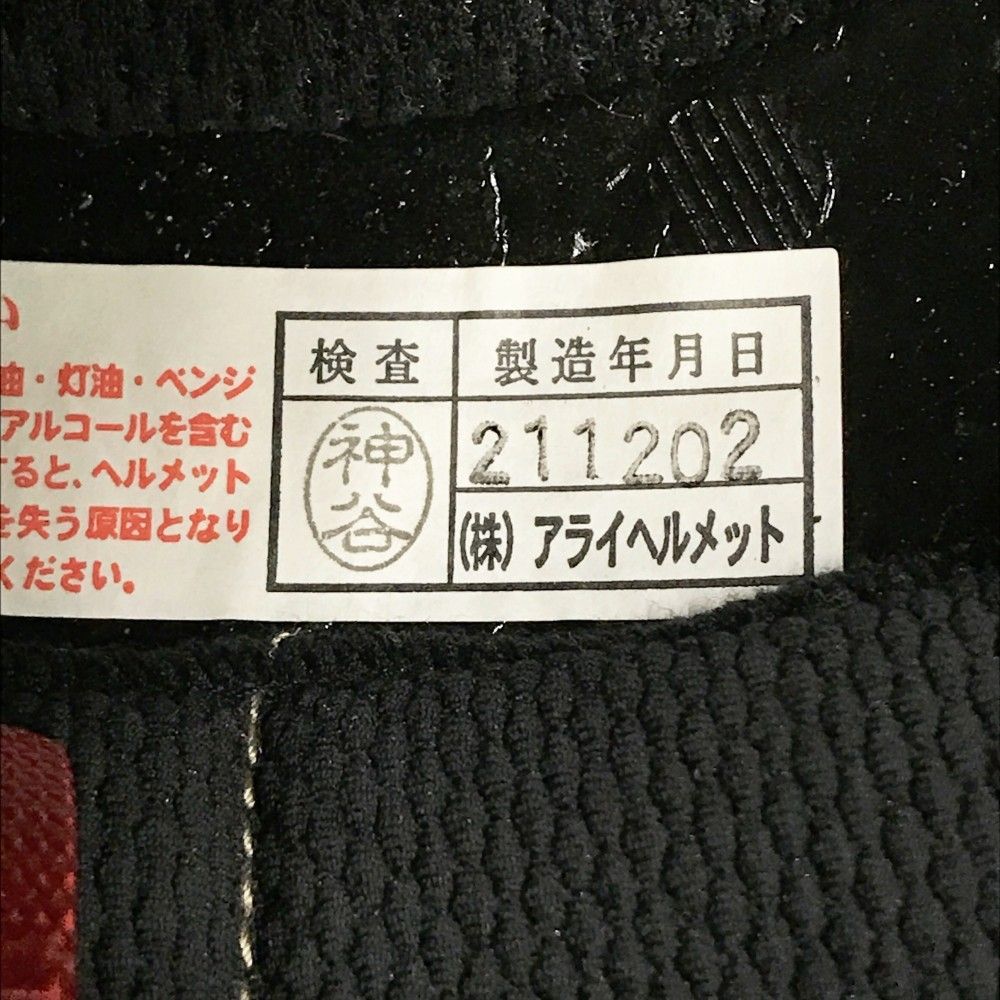 い
油・灯油・ベンジ
アルコールを含む
すると、ヘルメット
を失う原因となり
ください。
検査
製造年月日
神谷
211202
(株) アライヘルメット